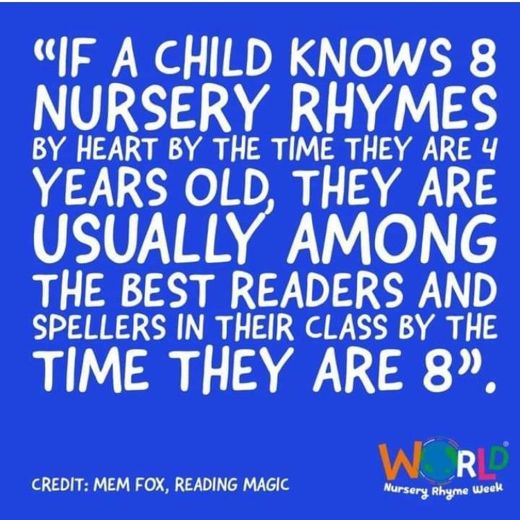 “IF A CHILD KNOWS 8
NURSERY RHYMES
BY HEART BY THE TIME THEY ARE 4
YEARS OLD, THEY ARE
USUALLY AMONG
THE BEST READERS AND
SPELLERS IN THEIR CLASS BY THE
TIME THEY ARE 8”.
WORLD®
Nursery Rhyme Week
CREDIT: MEM FOX, READING MAGIC